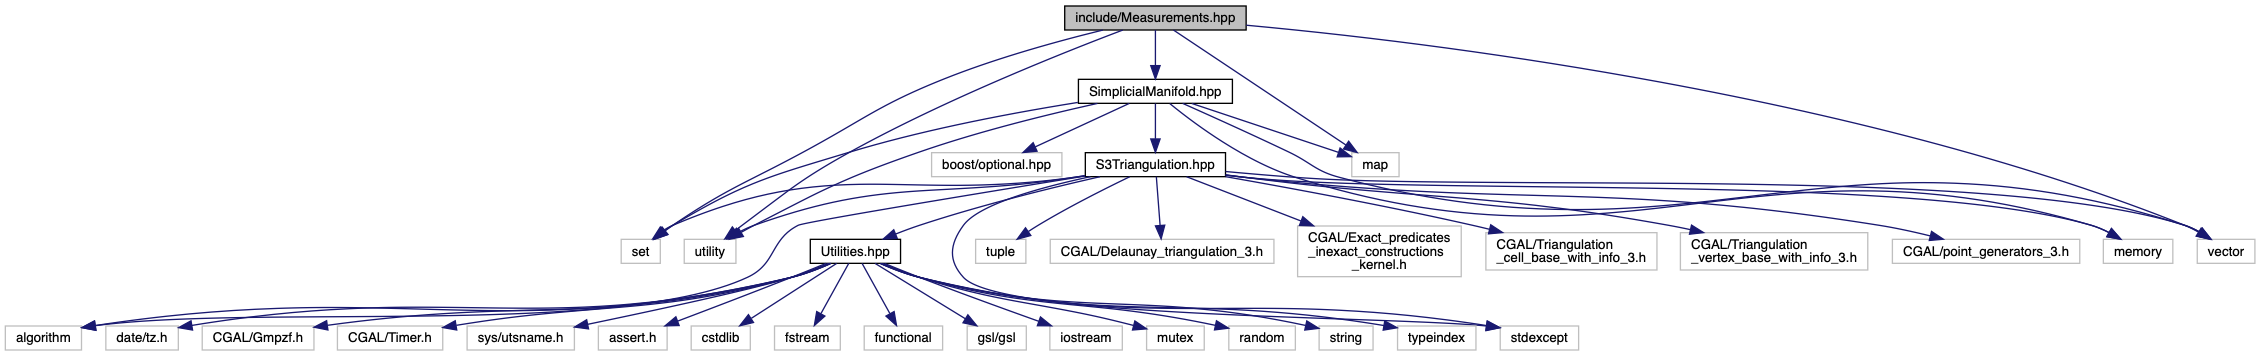 include/Measurements.hpp
SimplicialManifold.hpp
boost/optional.hpp
S3Triangulation.hpp
map
set
utility
Utilities.hpp
tuple
CGAL/Delaunay_triangulation_3.h
CGAL/Exact_predicates
_inexact_constructions
_kernel.h
CGAL/Triangulation
_cell_base_with_info_3.h
CGAL/Triangulation
_vertex_base_with_info_3.h
CGAL/point_generators_3.h
memory
vector
algorithm
date/tz.h
CGAL/Gmpzf.h
CGAL/Timer.h
sys/utsname.h
assert.h
cstdlib
fstream
functional
gsl/gsl
iostream
mutex
random
string
typeindex
stdexcept